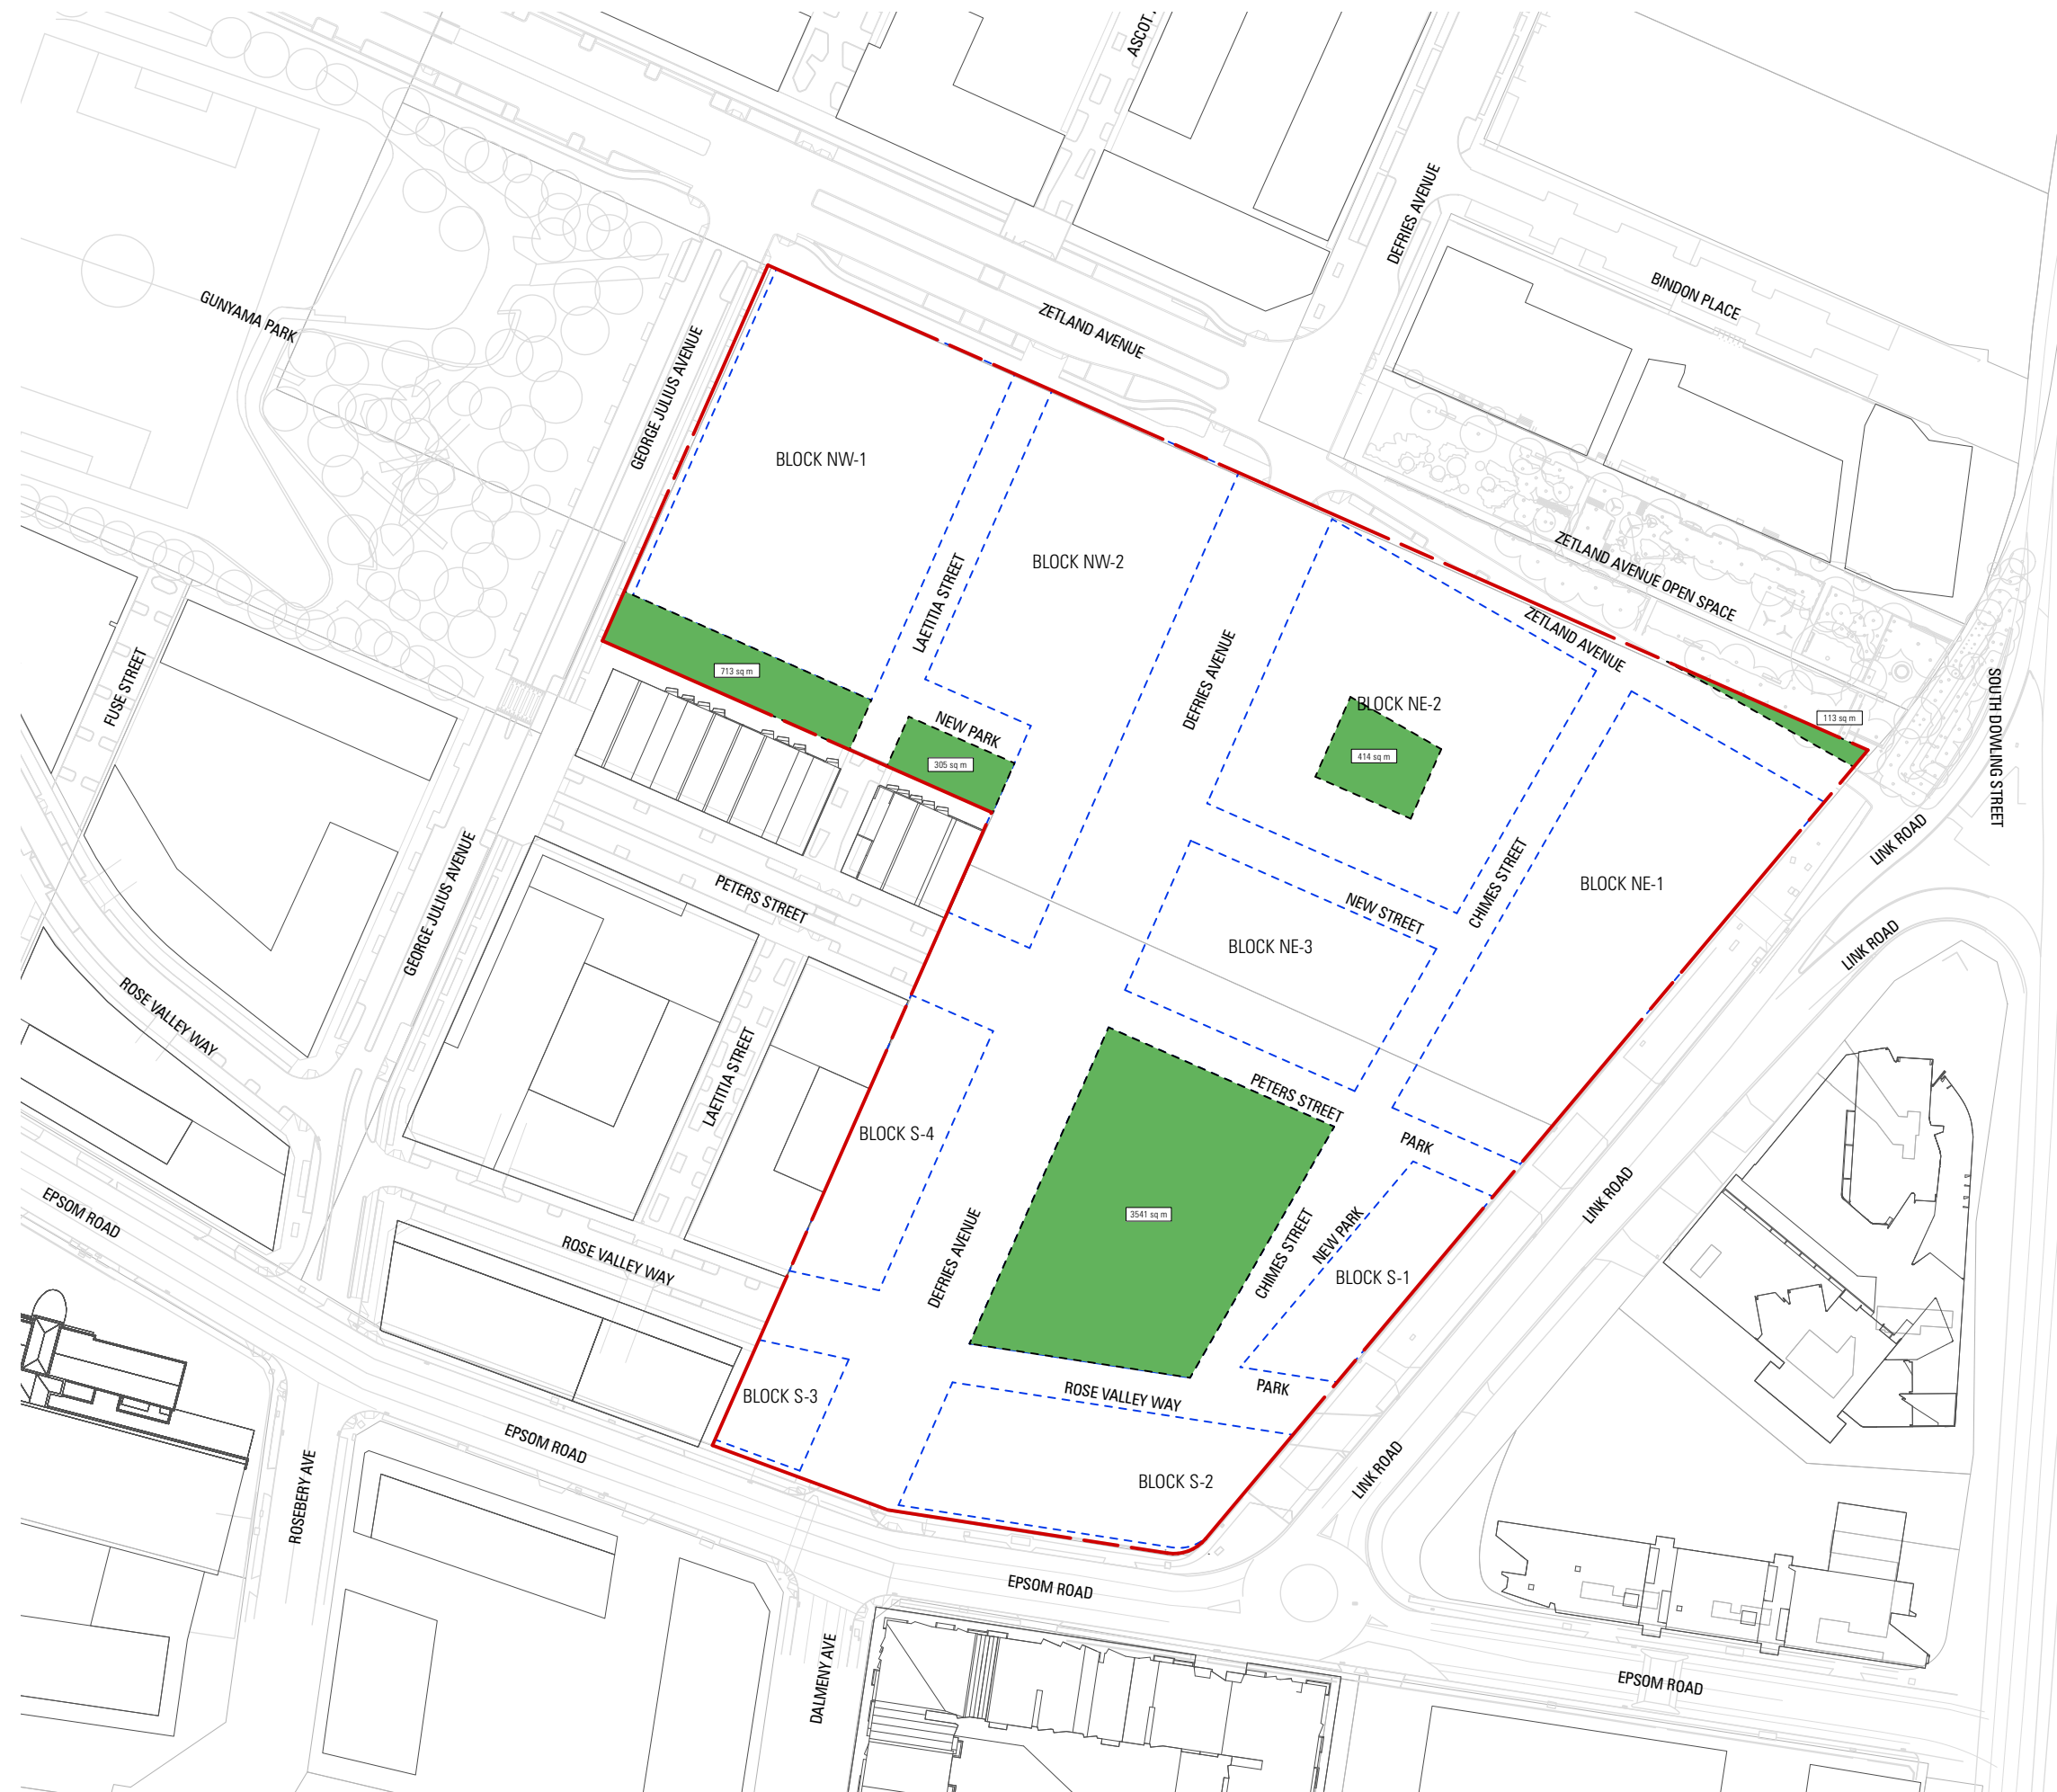 ASCOT
DEFRIES AVENUE
BINDON PLACE
GUNYAMA PARK
ZETLAND AVENUE
GEORGE JULIUS AVENUE
BLOCK NW-1
BLOCK NW-2
LAETITIA STREET
ZETLAND AVENUE OPEN SPACE
ZETLAND AVENUE
FUSE STREET
713 sq m
DEFRIES AVENUE
BLOCK NE-2
SOUTH DOWLING STREET
113 sq m
NEW PARK
305 sq m
414 sq m
LINK ROAD
GEORGE JULIUS AVENUE
PETERS STREET
CHIMES STREET
BLOCK NE-1
NEW STREET
BLOCK NE-3
LINK ROAD
ROSE VALLEY WAY
LAETITIA STREET
PETERS STREET
BLOCK S-4
PARK
EPSOM ROAD
3541 sq m
LINK ROAD
NEW PARK
CHIMES STREET
DEFRIES AVENUE
ROSE VALLEY WAY
BLOCK S-1
BLOCK S-3
PARK
ROSE VALLEY WAY
EPSOM ROAD
LINK ROAD
BLOCK S-2
ROSEBERY AVE
EPSOM ROAD
DALMENY AVE
EPSOM ROAD